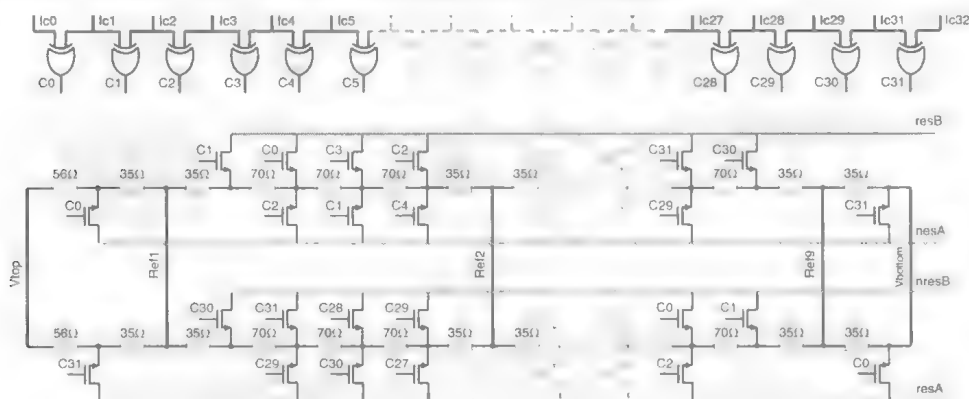 Ic0 Ic1 Ic2 Ic3 Ic4 Ic5 Ic27 Ic28 Ic29 Ic31 Ic32
C0 C1 C2 C3 C4 C5 C28 C29 C30 C31
resB
C1 C0 C3 C2 C31 C30
56Ω 35Ω 35Ω 70Ω 70Ω 70Ω 35Ω 35Ω 70Ω 35Ω 35Ω
C0 C2 C1 C4 C29 C31
nesA
Vtop Ref1 Ref2 Ref9 Vbottom
nresB
C30 C31 C28 C29 C0 C1
56Ω 35Ω 35Ω 70Ω 70Ω 70Ω 35Ω 35Ω 70Ω 35Ω 35Ω
C31 C29 C30 C27 C2 C0
resA